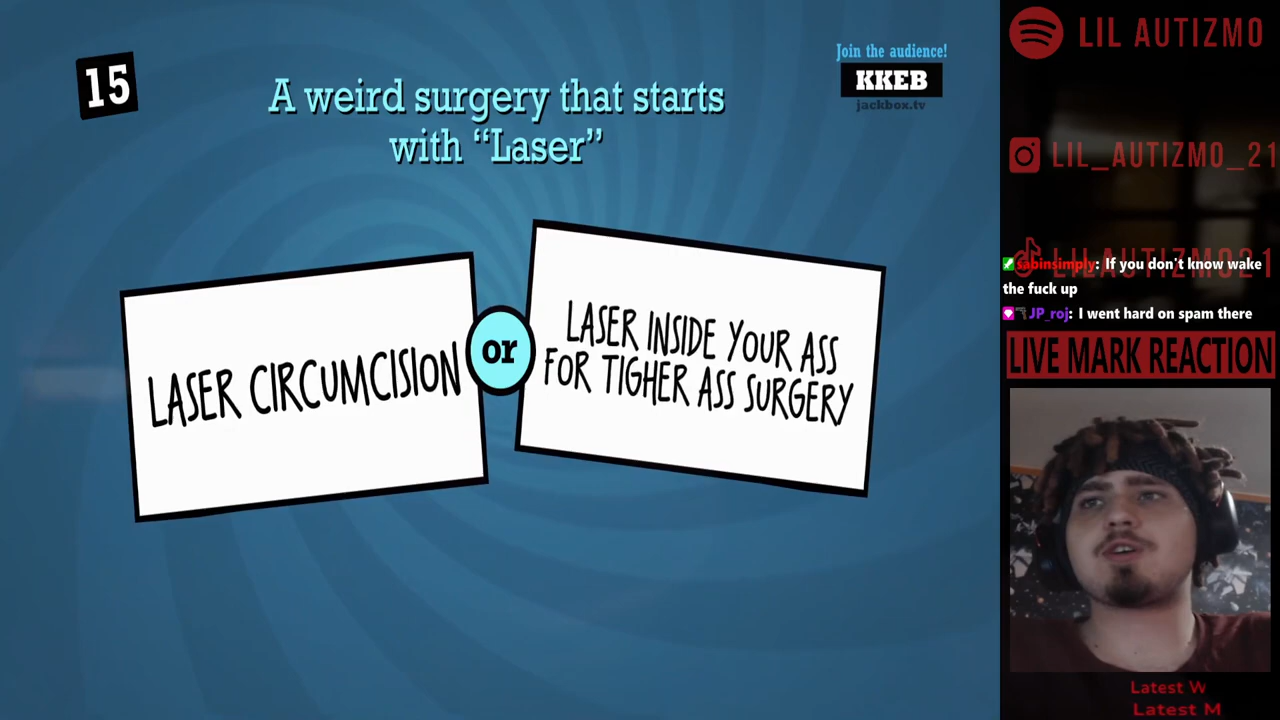 15
A weird surgery that starts
with “Laser”
Join the audience!
KKEB
jackbox.tv
LASER CIRCUMCISION
or
LASER INSIDE YOUR ASS
FOR TIGHER ASS SURGERY
LIL AUTIZMO
LIL_AUTIZMO_21
LILAUTIZMO21
sabinsimply: If you don't know wake
the fuck up
JP_roj: I went hard on spam there
LIVE MARK REACTION
Latest W
Latest M